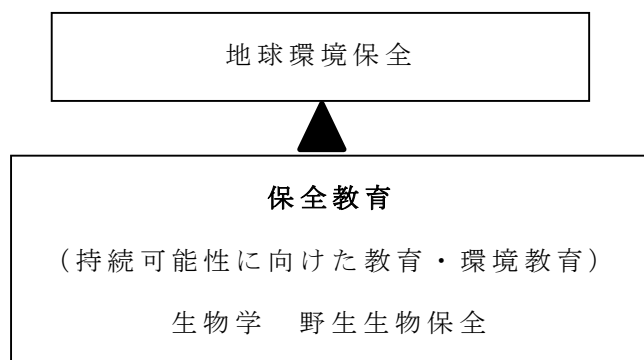 地球環境保全
保全教育
（持続可能性に向けた教育・環境教育）
生物学　野生生物保全